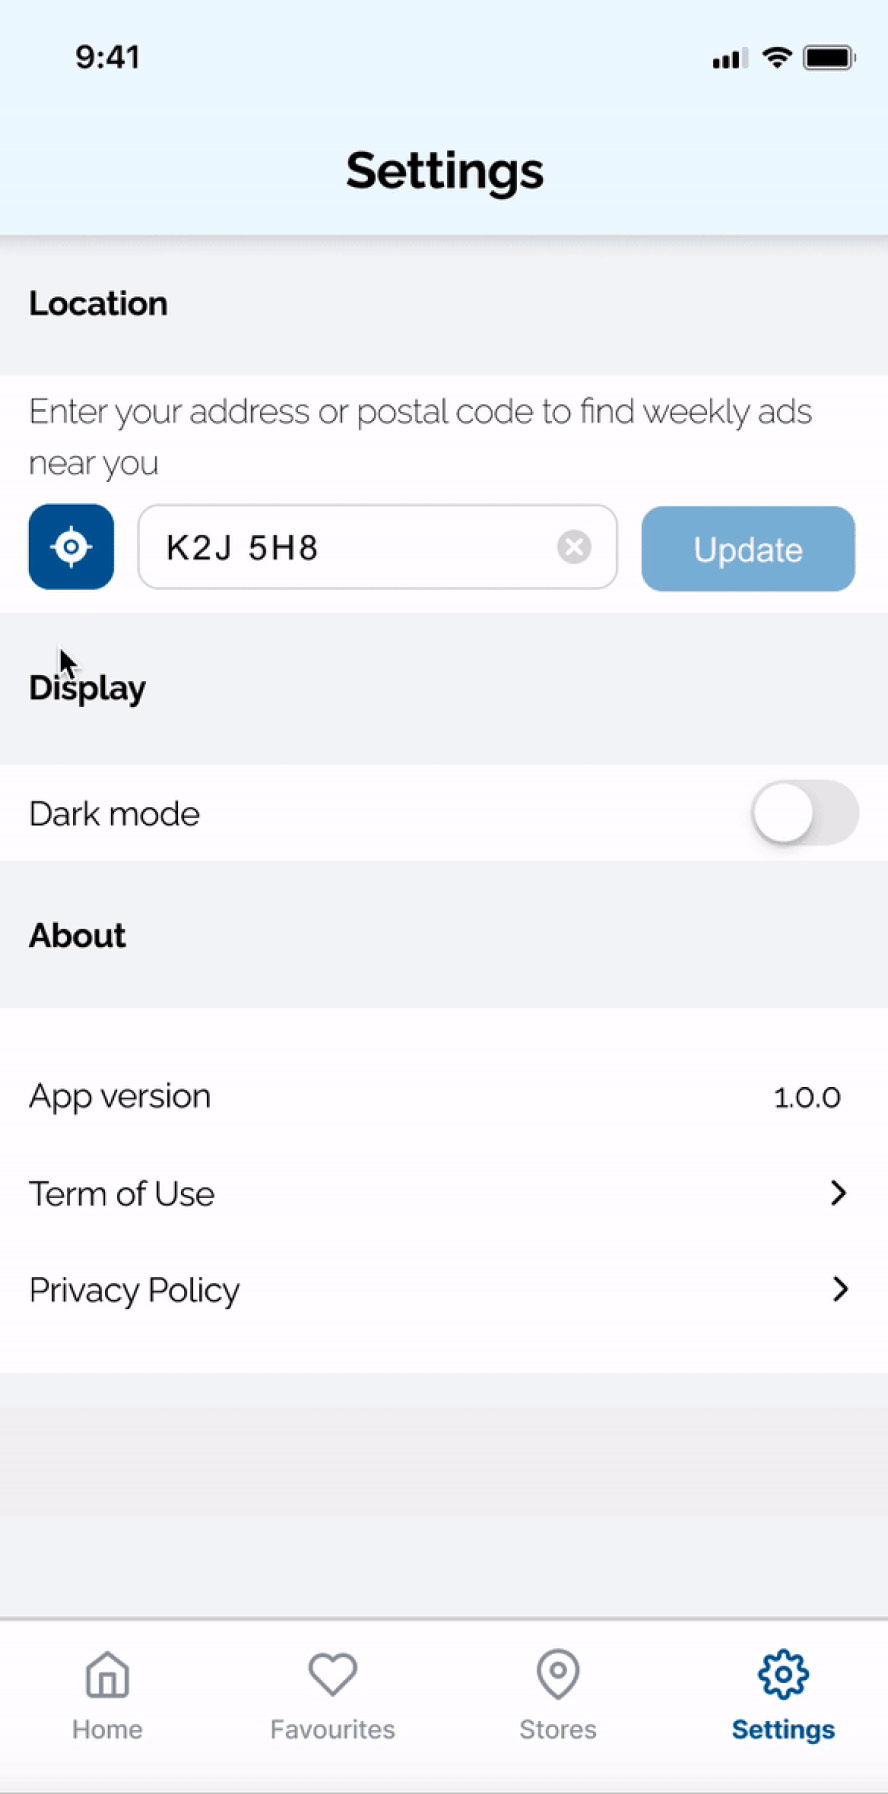 9:41
Settings
Location
Enter your address or postal code to find weekly ads
near you
K2J 5H8
Update
Display
Dark mode
About
App version 1.0.0
Term of Use
Privacy Policy
Home Favourites Stores Settings